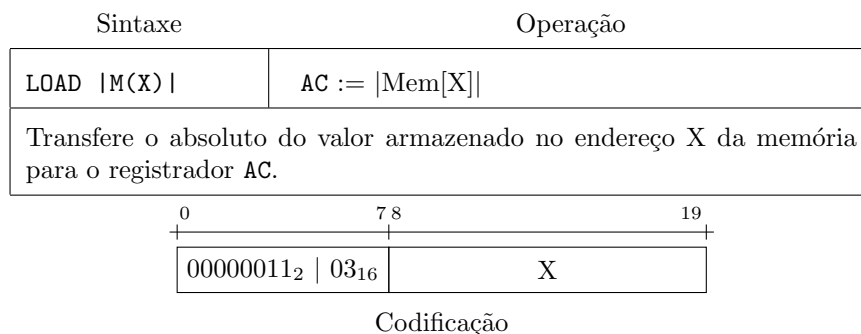 Sintaxe Operação
LOAD |M(X)| AC := |Mem[X]|
Transfere o absoluto do valor armazenado no endereço X da memória
para o registrador AC.
0 7 8 19
00000011₂ | 03₁₆ X
Codificação